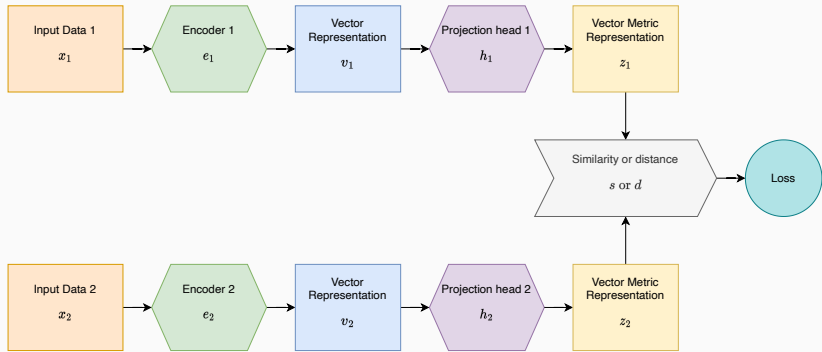 Input Data 1
x₁
Encoder 1
e₁
Vector
Representation
v₁
Projection head 1
h₁
Vector Metric
Representation
z₁
Similarity or distance
s or d
Loss
Input Data 2
x₂
Encoder 2
e₂
Vector
Representation
v₂
Projection head 2
h₂
Vector Metric
Representation
z₂